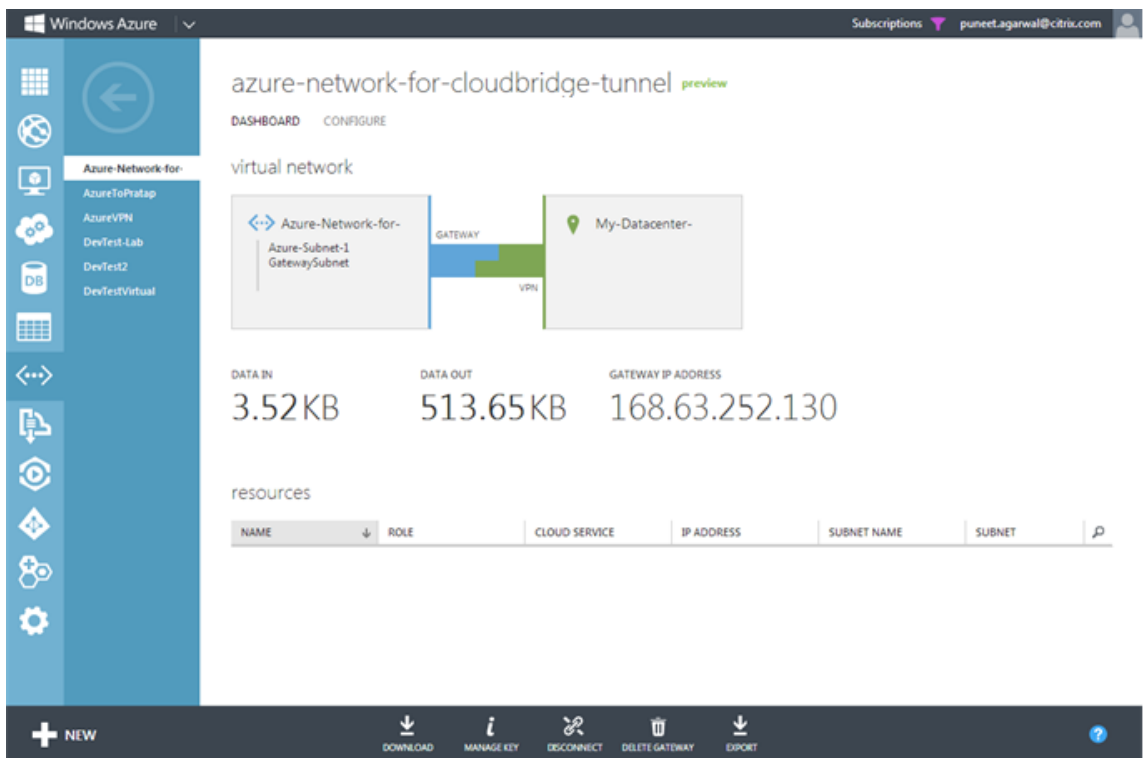 Windows Azure
Subscriptions puneet.agarwal@citrix.com
azure-network-for-cloudbridge-tunnel preview
DASHBOARD CONFIGURE
Azure-Network-for-
AzureToPratap
AzureVPN
DevTest-Lab
DevTest2
DevTestVirtual
virtual network
Azure-Network-for-
Azure-Subnet-1
GatewaySubnet
GATEWAY
VPN
My-Datacenter-
DATA IN DATA OUT GATEWAY IP ADDRESS
3.52 KB 513.65 KB 168.63.252.130
resources
NAME ROLE CLOUD SERVICE IP ADDRESS SUBNET NAME SUBNET
DB
NEW
DOWNLOAD MANAGE KEY DISCONNECT DELETE GATEWAY EXPORT